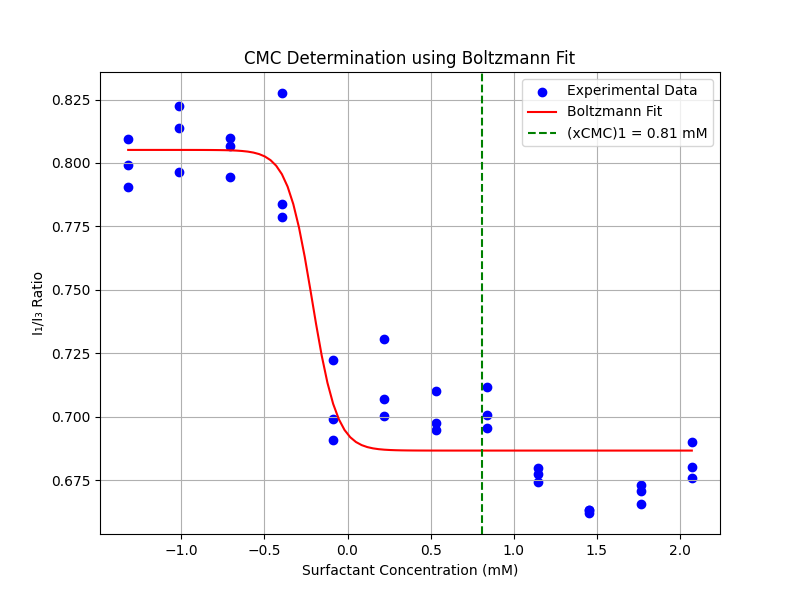 CMC Determination using Boltzmann Fit
Experimental Data
Boltzmann Fit
(xCMC)1 = 0.81 mM
I₁/I₃ Ratio
0.825
0.800
0.775
0.750
0.725
0.700
0.675
−1.0
−0.5
0.0
0.5
1.0
1.5
2.0
Surfactant Concentration (mM)